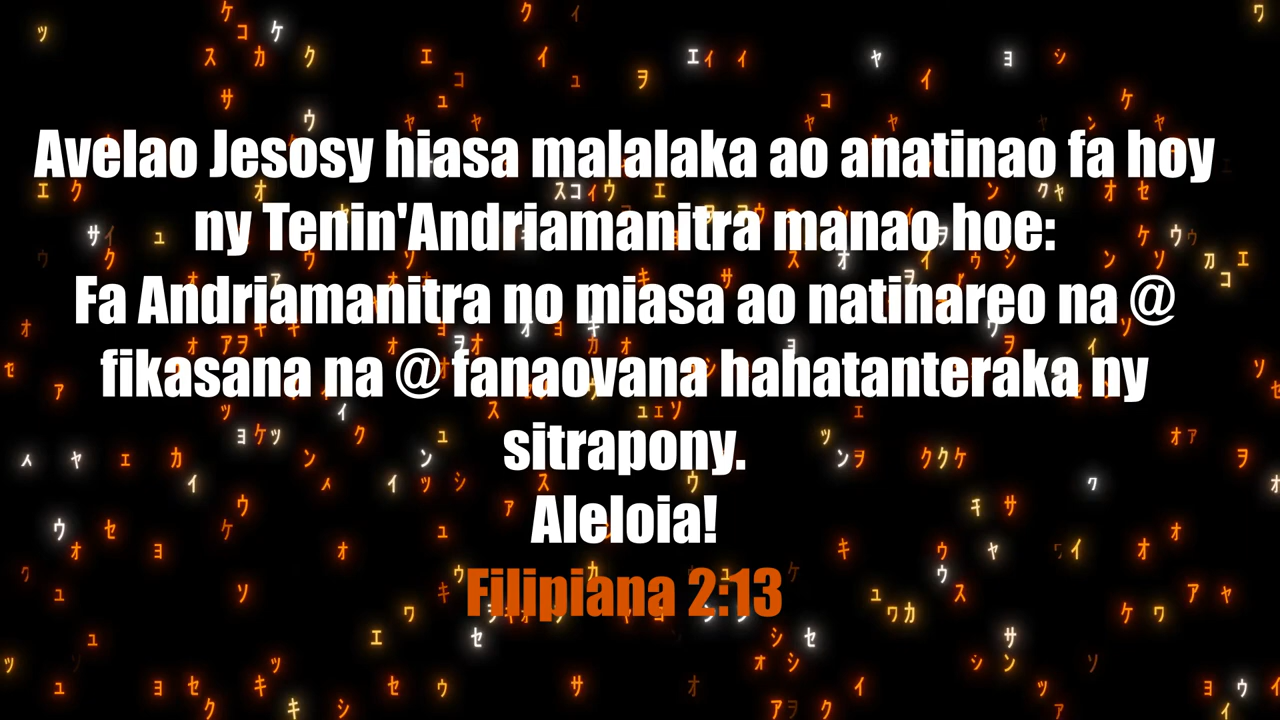 Avelao Jesosy hiasa malalaka ao anatinao fa hoy
ny Tenin'Andriamanitra manao hoe:
Fa Andriamanitra no miasa ao natinareo na @
fikasana na @ fanaovana hahatanteraka ny
sitrapony.
Aleloia!
Filipiana 2:13